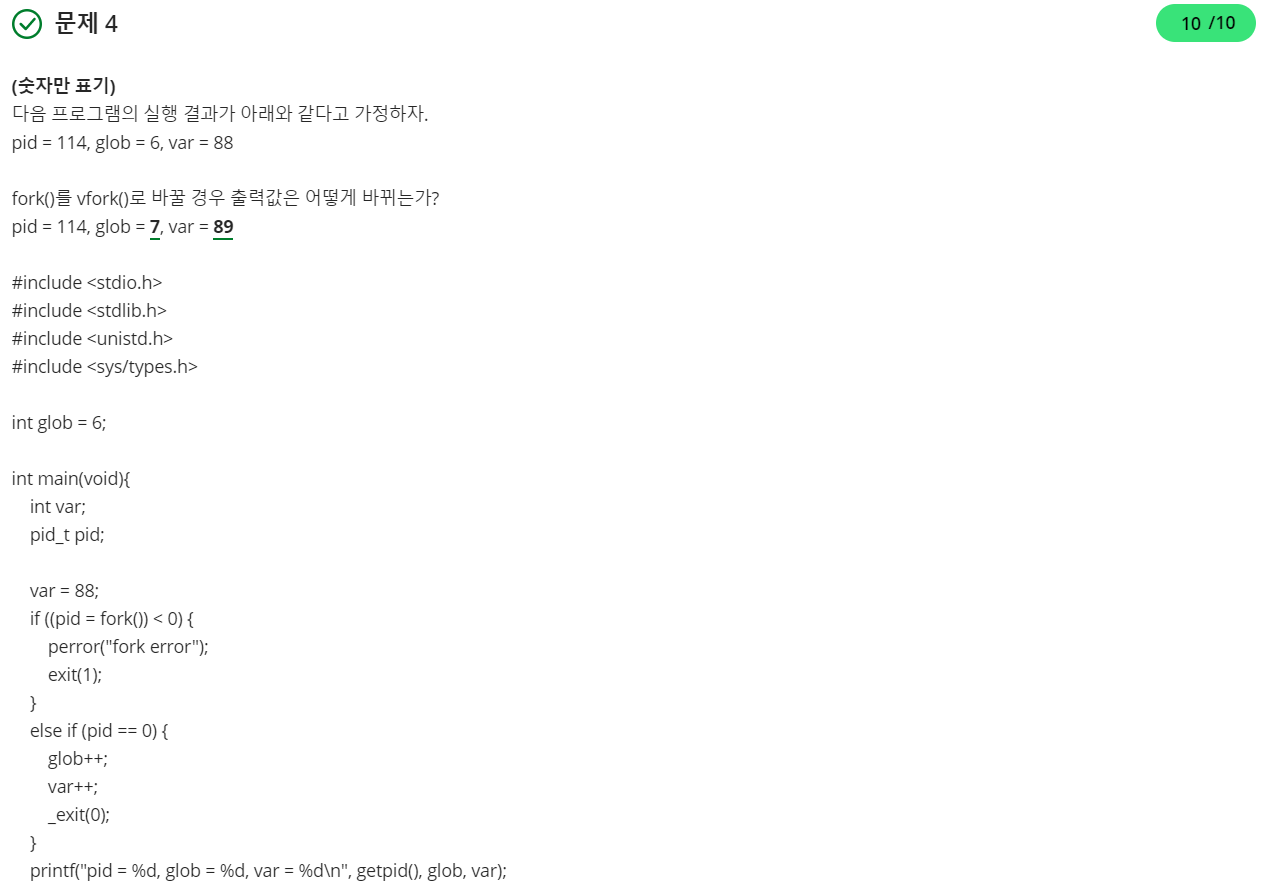 문제 4
10 /10
(숫자만 표기)
다음 프로그램의 실행 결과가 아래와 같다고 가정하자.
pid = 114, glob = 6, var = 88
fork()를 vfork()로 바꿀 경우 출력값은 어떻게 바뀌는가?
pid = 114, glob = 7, var = 89
#include <stdio.h>
#include <stdlib.h>
#include <unistd.h>
#include <sys/types.h>
int glob = 6;
int main(void){
int var;
pid_t pid;
var = 88;
if ((pid = fork()) < 0) {
perror("fork error");
exit(1);
}
else if (pid == 0) {
glob++;
var++;
_exit(0);
}
printf("pid = %d, glob = %d, var = %d\n", getpid(), glob, var);